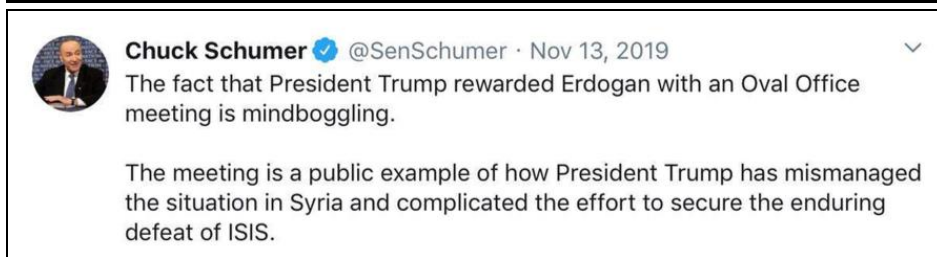 Chuck Schumer @SenSchumer · Nov 13, 2019
The fact that President Trump rewarded Erdogan with an Oval Office
meeting is mindboggling.
The meeting is a public example of how President Trump has mismanaged
the situation in Syria and complicated the effort to secure the enduring
defeat of ISIS.